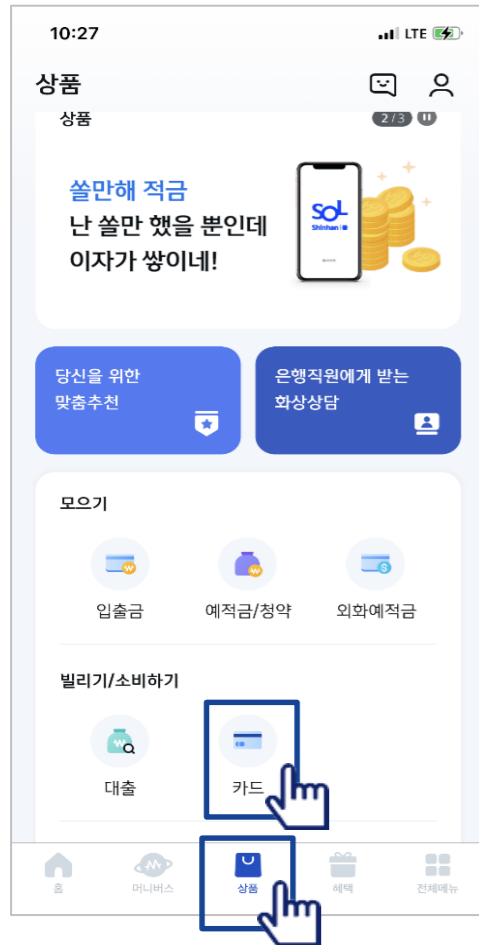 10:27
LTE
상품
상품
2/3
쏠만해 적금
난 쏠만 했을 뿐인데
이자가 쌓이네!
SOL
Shinhan
당신을 위한
맞춤추천
은행직원에게 받는
화상상담
모으기
입출금
예적금/청약
외화예적금
빌리기/소비하기
대출
카드
홈
머니버스
상품
혜택
전체메뉴